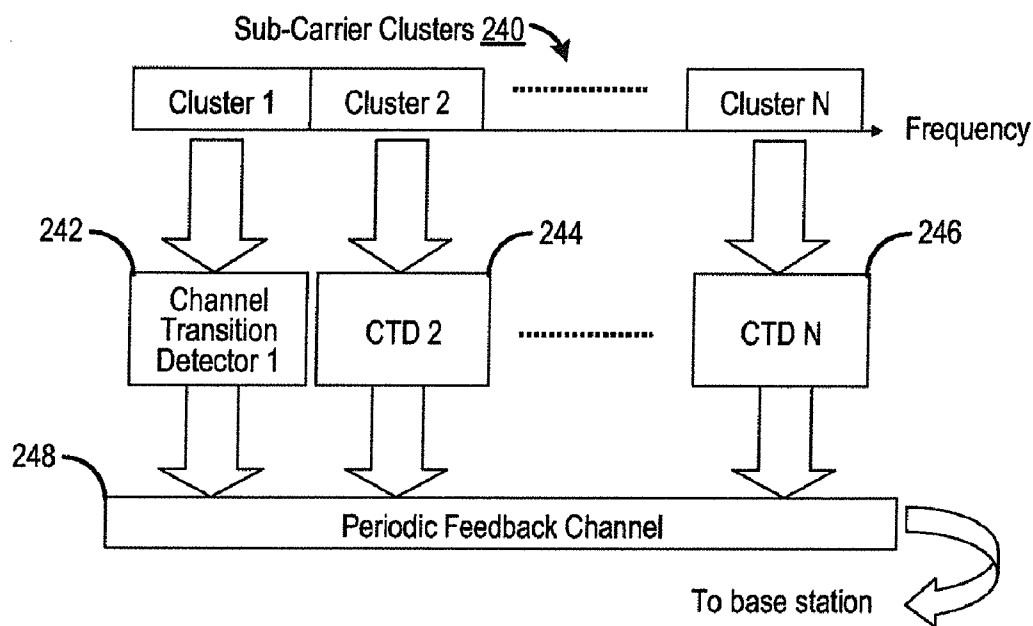 Sub-Carrier Clusters 240
Cluster 1
Cluster 2
Cluster N
Frequency
242
244
246
Channel
Transition
Detector 1
CTD 2
CTD N
248
Periodic Feedback Channel
To base station